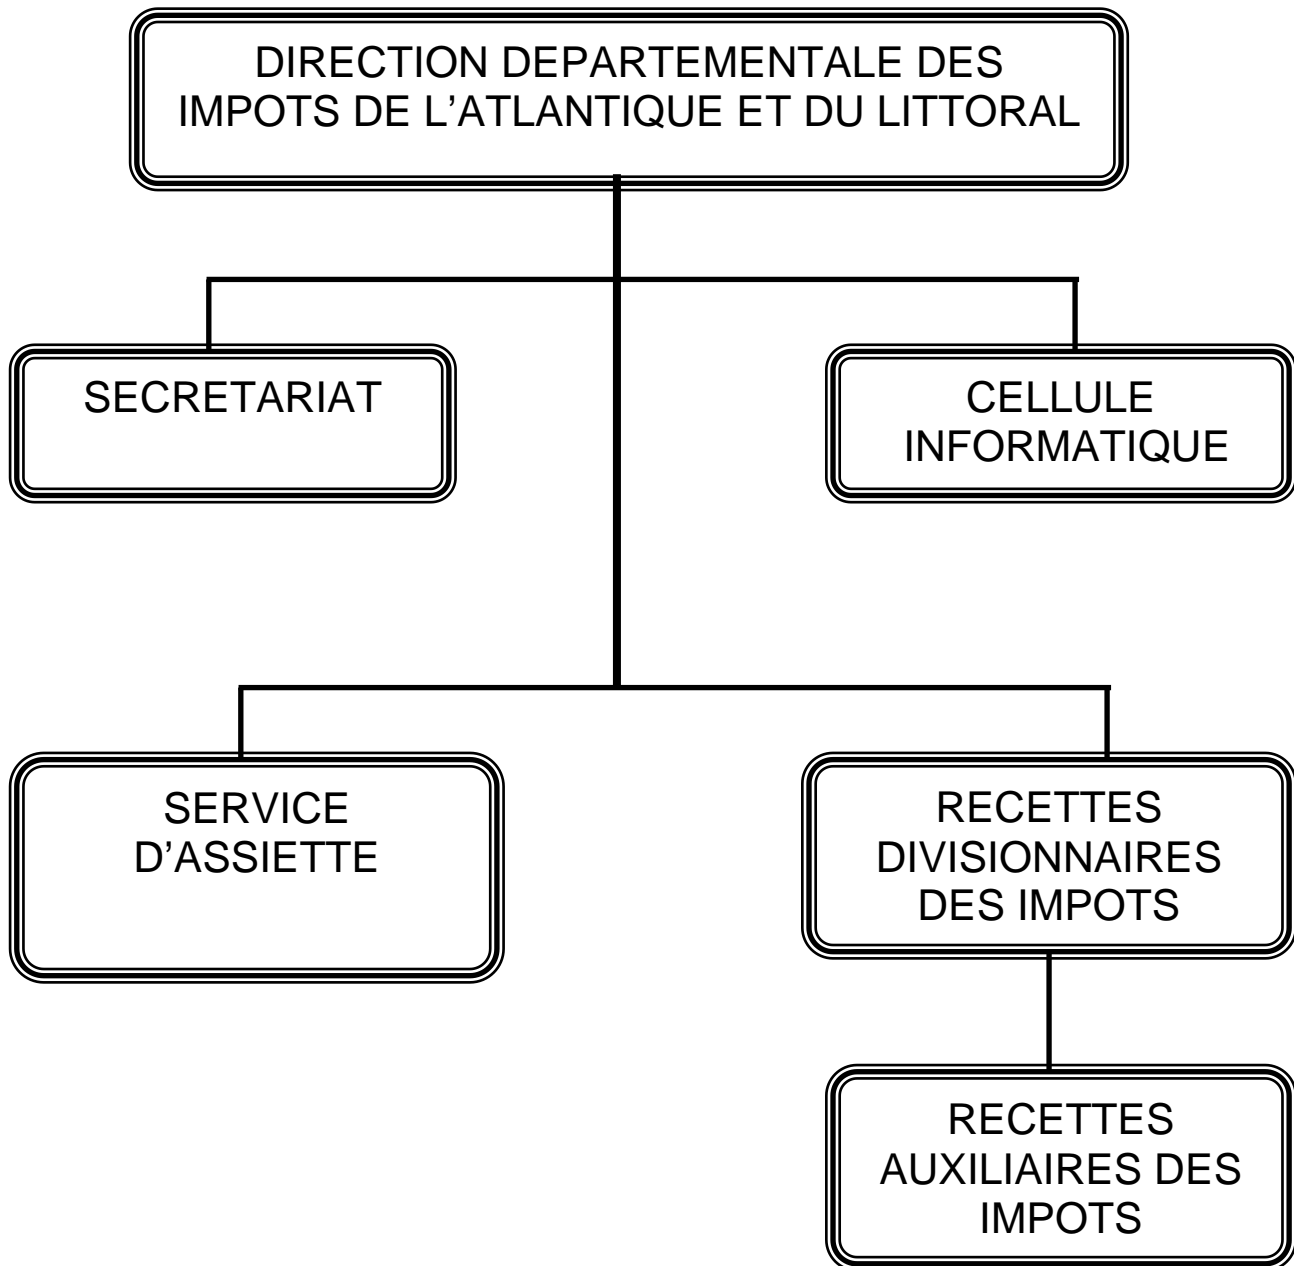 DIRECTION DEPARTEMENTALE DES
IMPOTS DE L'ATLANTIQUE ET DU LITTORAL
SECRETARIAT
CELLULE
INFORMATIQUE
SERVICE
D'ASSIETTE
RECETTES
DIVISIONNAIRES
DES IMPOTS
RECETTES
AUXILIAIRES DES
IMPOTS